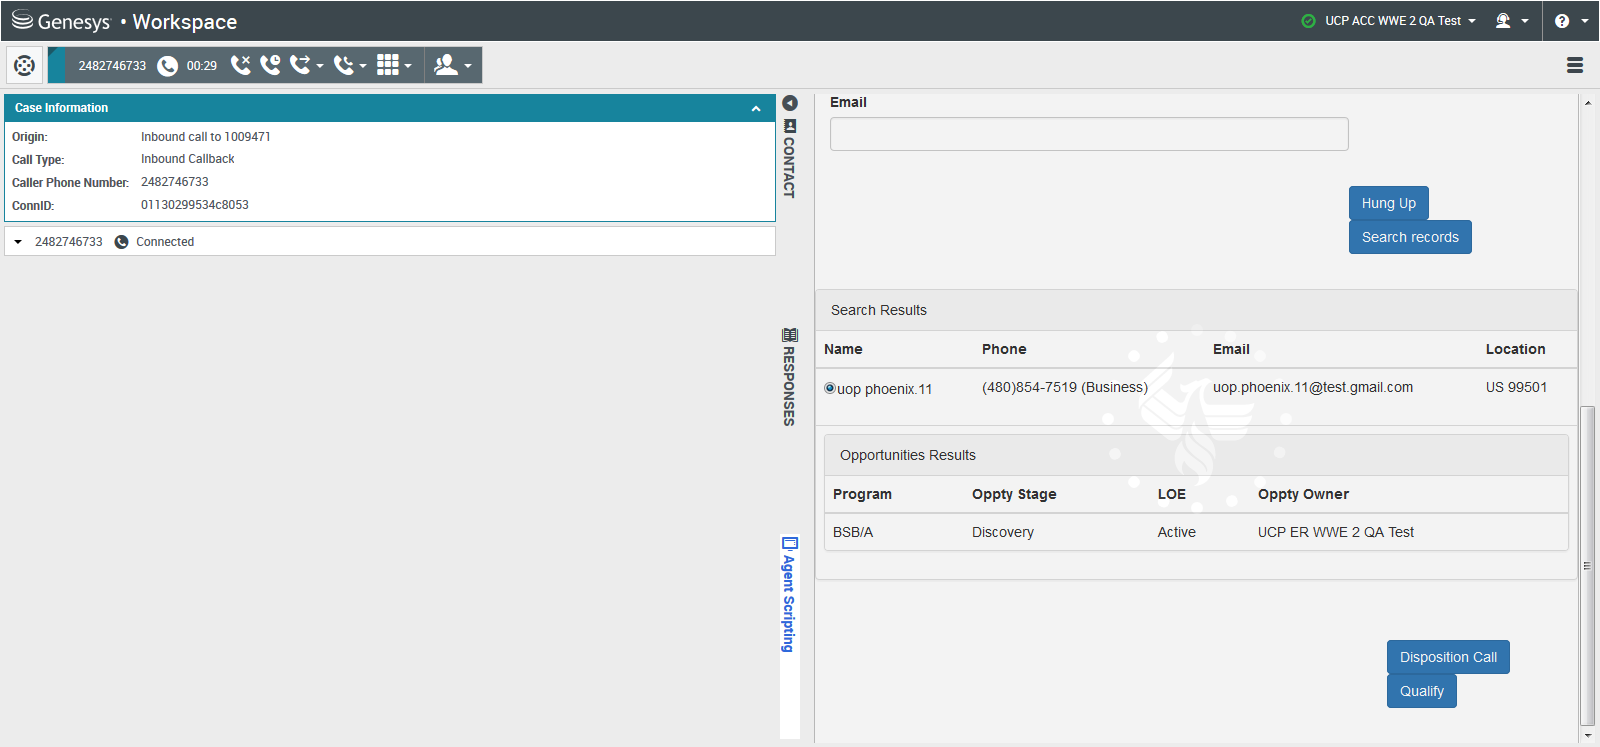 Genesys • Workspace
UCP ACC WWE 2 QA Test
2482746733 00:29
Case Information
Origin: Inbound call to 1009471
Call Type: Inbound Callback
Caller Phone Number: 2482746733
ConnID: 01130299534c8053
2482746733 Connected
CONTACT
RESPONSES
Agent Scripting
Email
Hung Up
Search records
Search Results
Name Phone Email Location
uop phoenix.11 (480)854-7519 (Business) uop.phoenix.11@test.gmail.com US 99501
Opportunities Results
Program Oppty Stage LOE Oppty Owner
BSB/A Discovery Active UCP ER WWE 2 QA Test
Disposition Call
Qualify